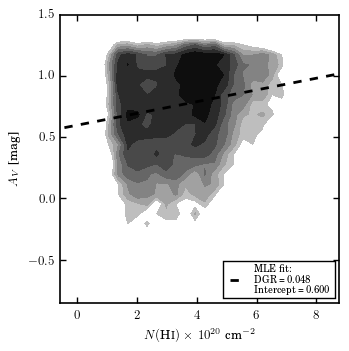 1.5
1.0
0.5
0.0
−0.5
A_V [mag]
MLE fit:
DGR = 0.048
Intercept = 0.600
0 2 4 6 8
N(HI) × 10^20 cm^−2